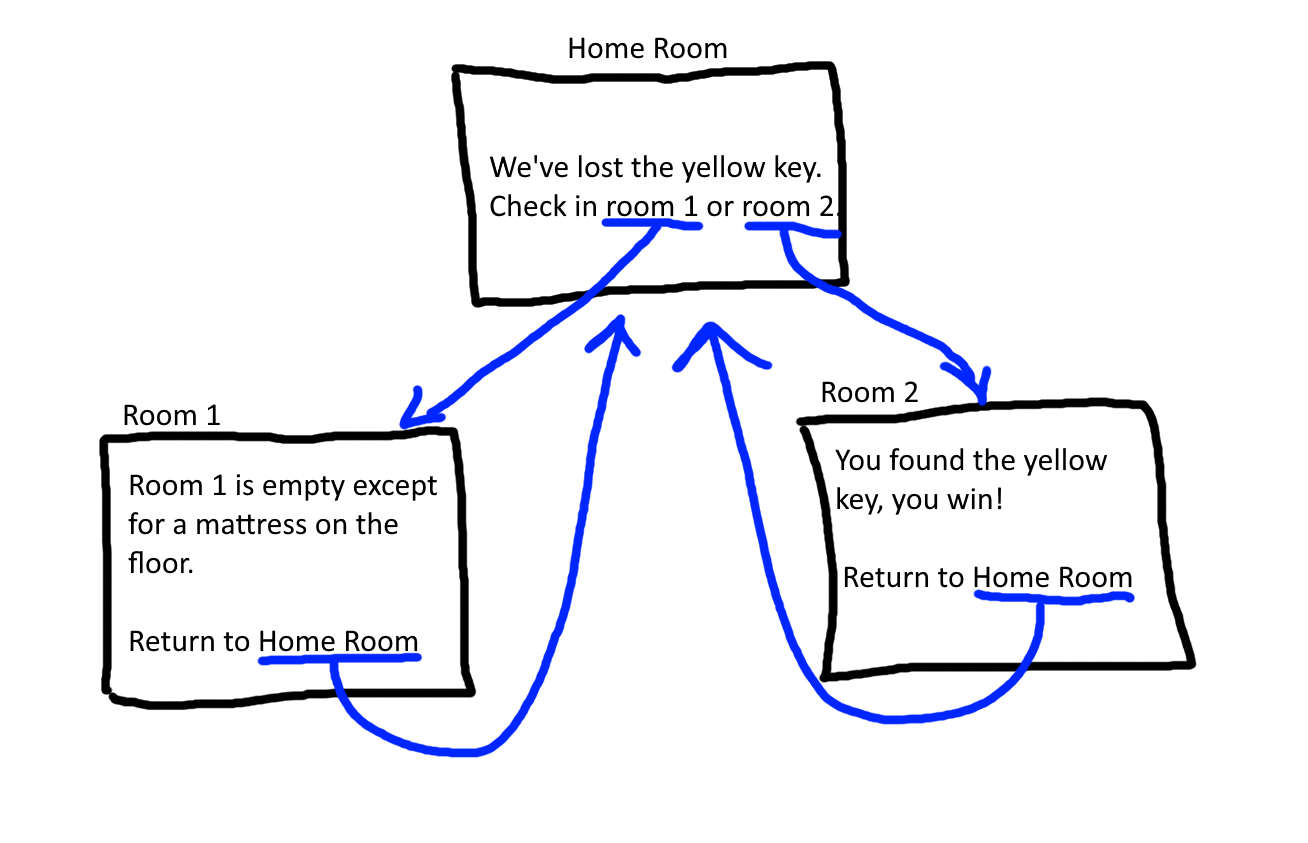 Home Room
We've lost the yellow key.
Check in room 1 or room 2.
Room 1
Room 1 is empty except
for a mattress on the
floor.
Return to Home Room
Room 2
You found the yellow
key, you win!
Return to Home Room